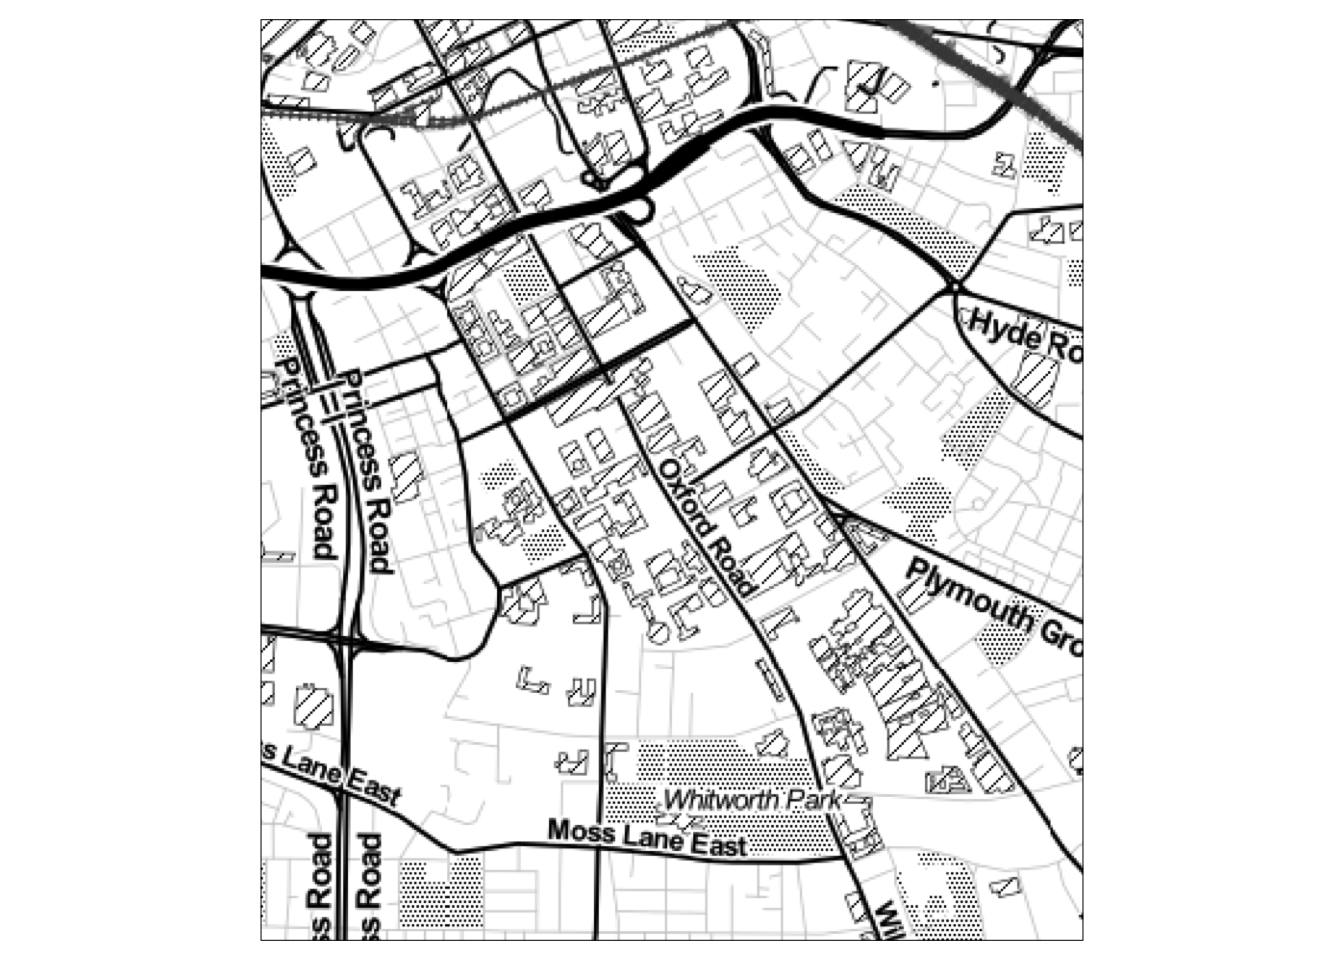 Hyde Ro
Princess Road
Princess Road
Oxford Road
Plymouth Gro
ss Lane East
Whitworth Park
Moss Lane East
ss Road
ss Road
Wil